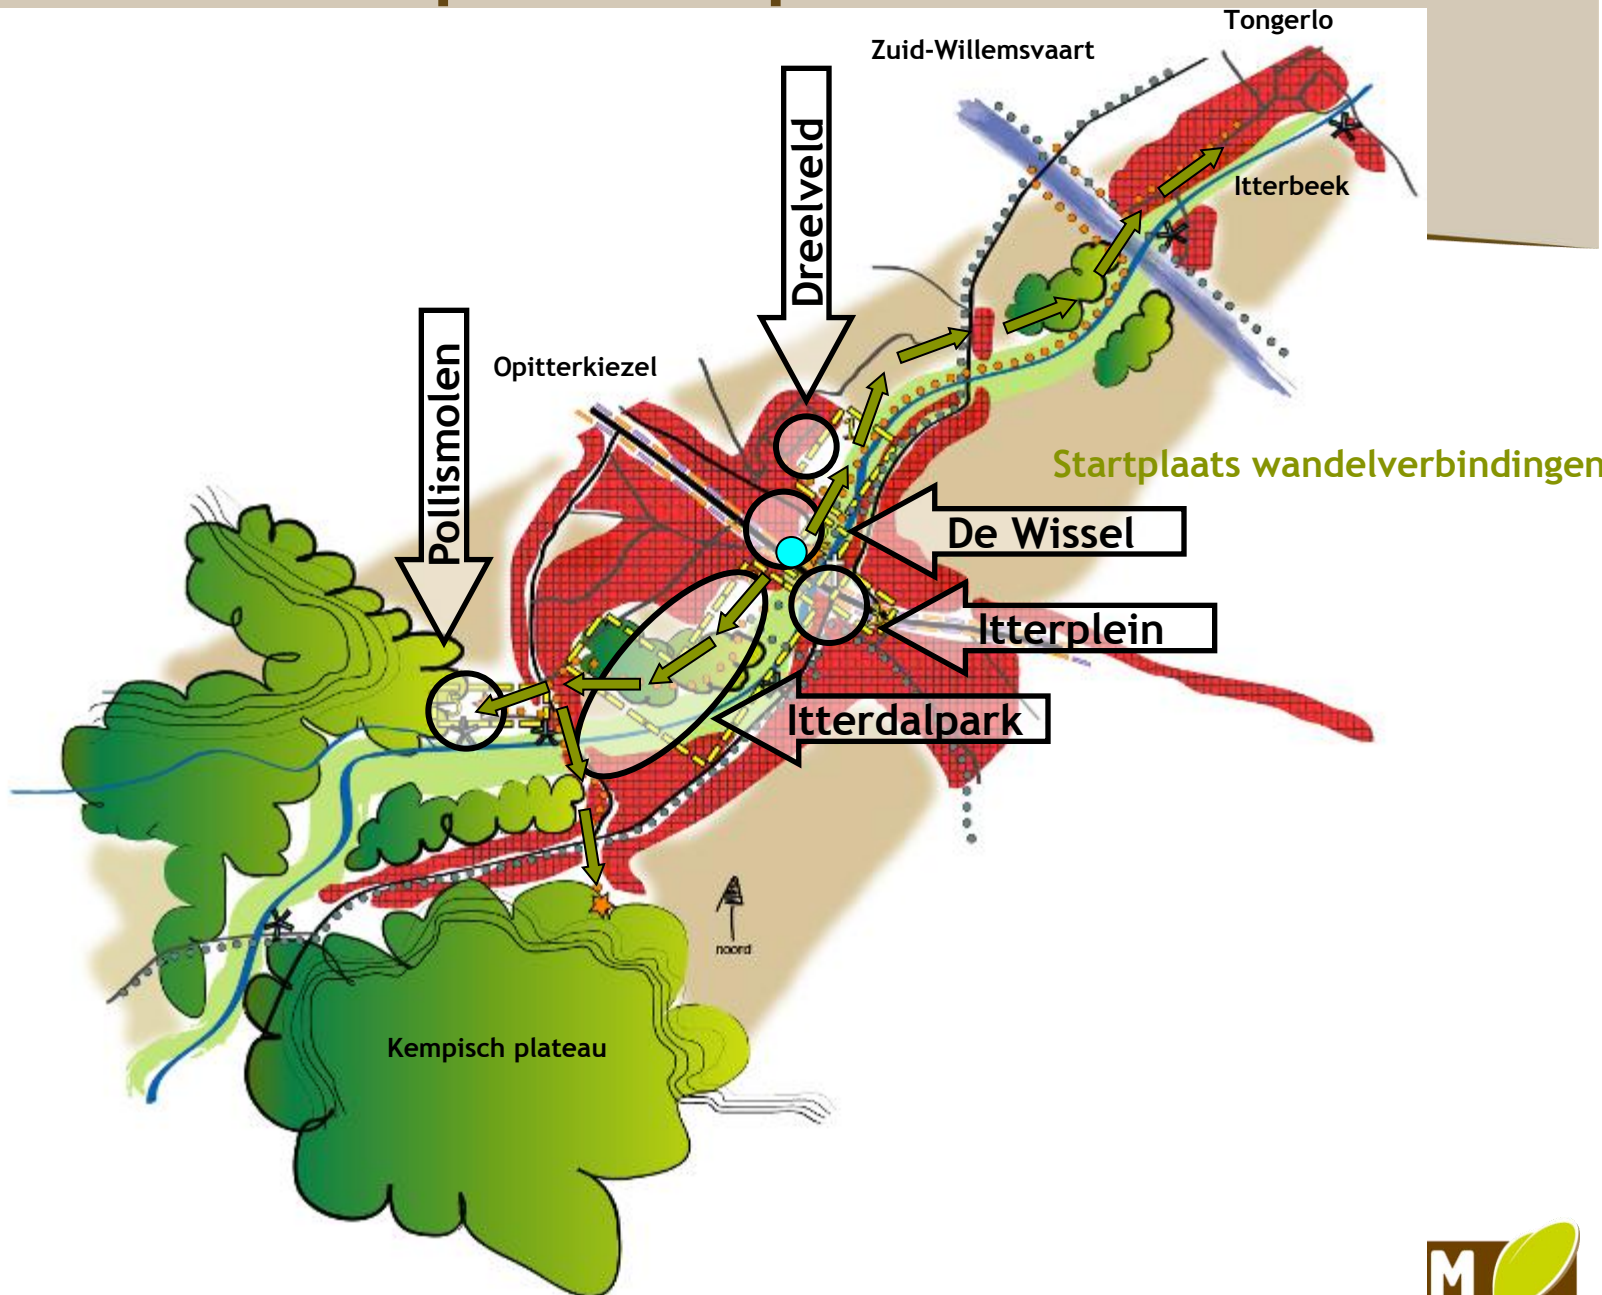 Tongerlo
Zuid-Willemsvaart
Dreelveld
Itterbeek
Opitterkiezel
Pollismolen
Startplaats wandelverbindingen
De Wissel
Itterplein
Itterdalpark
noord
Kempisch plateau
M